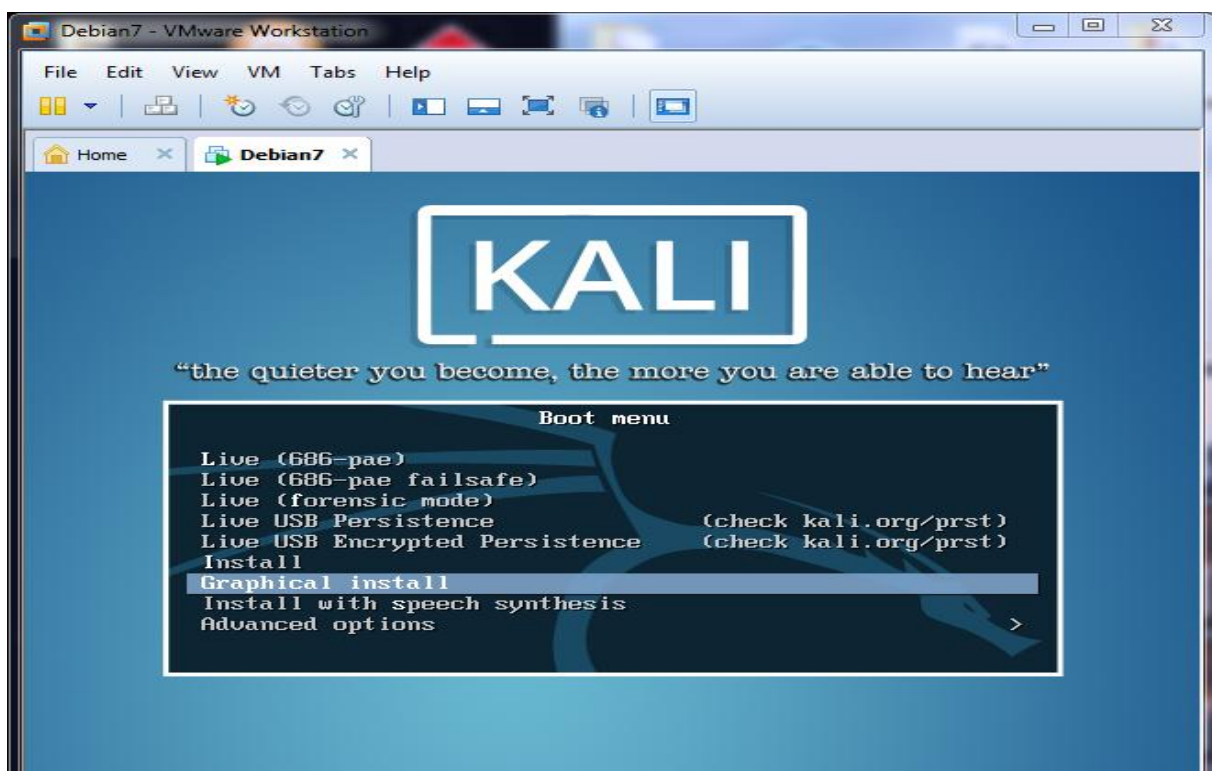 Debian7 - VMware Workstation
File Edit View VM Tabs Help
Home Debian7
KALI
“the quieter you become, the more you are able to hear”
Boot menu
Live (686-pae)
Live (686-pae failsafe)
Live (forensic mode)
Live USB Persistence (check kali.org/prst)
Live USB Encrypted Persistence (check kali.org/prst)
Install
Graphical install
Install with speech synthesis
Advanced options >